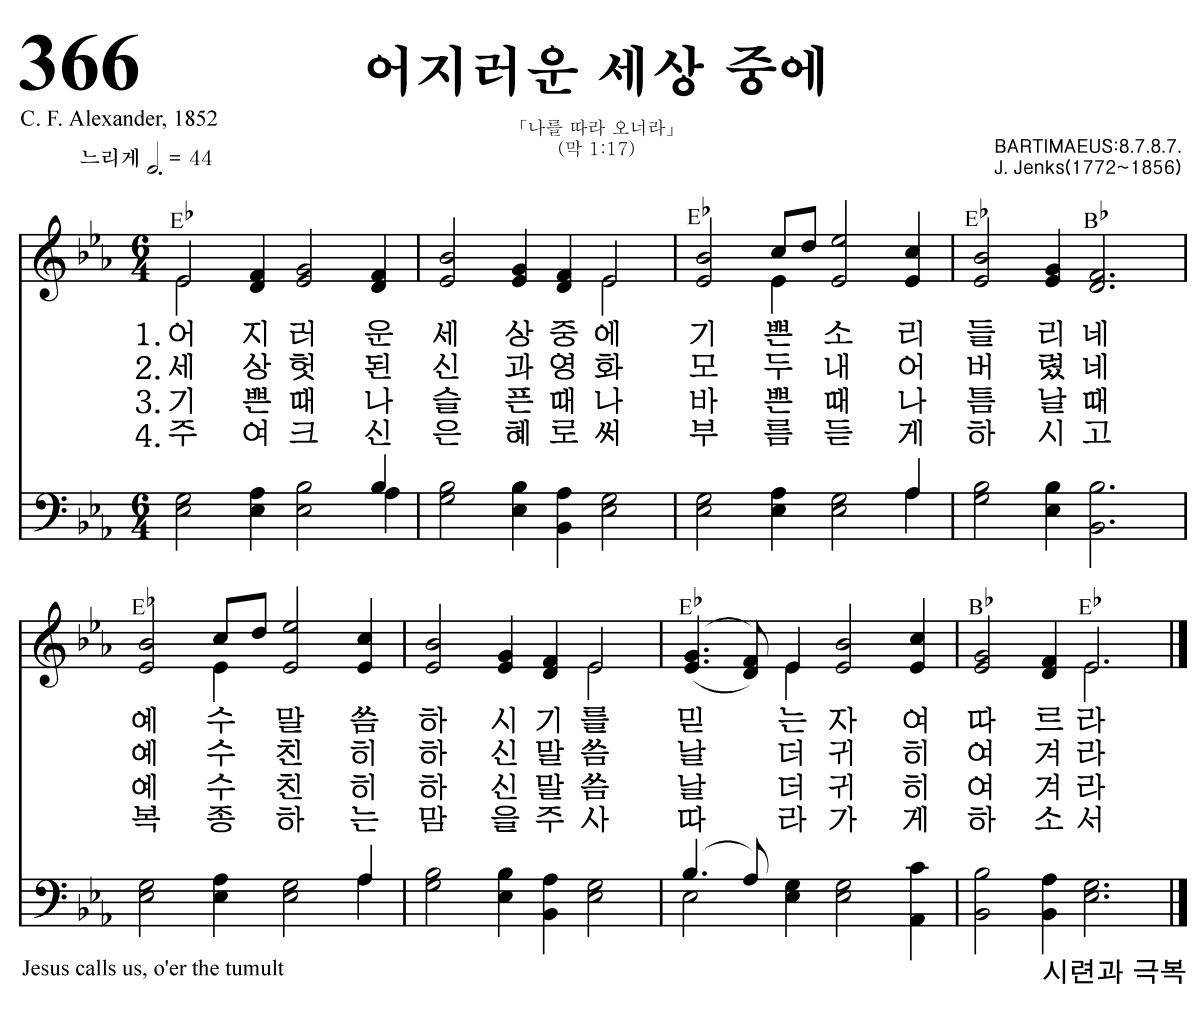 366
어지러운 세상 중에
C. F. Alexander, 1852
「나를 따라 오너라」
(막 1:17)
느리게 𝅗𝅥. = 44
BARTIMAEUS:8.7.8.7.
J. Jenks(1772~1856)
E♭ E♭ E♭ B♭
6 4
1.어 지 러 운 세 상 중 에 기 쁜 소 리 들 리 네
2.세 상 헛 된 신 과 영 화 모 두 내 어 버 렸 네
3.기 쁜 때 나 슬 픈 때 나 바 쁜 때 나 틈 날 때
4.주 여 크 신 은 혜 로 써 부 름 듣 게 하 시 고
6 4
E♭ E♭ B♭ E♭
예 수 말 씀 하 시 기 를 믿 는 자 여 따 르 라
예 수 친 히 하 신 말 씀 날 더 귀 히 여 겨 라
예 수 친 히 하 신 말 씀 날 더 귀 히 여 겨 라
복 종 하 는 맘 을 주 사 따 라 가 게 하 소 서
Jesus calls us, o'er the tumult
시련과 극복